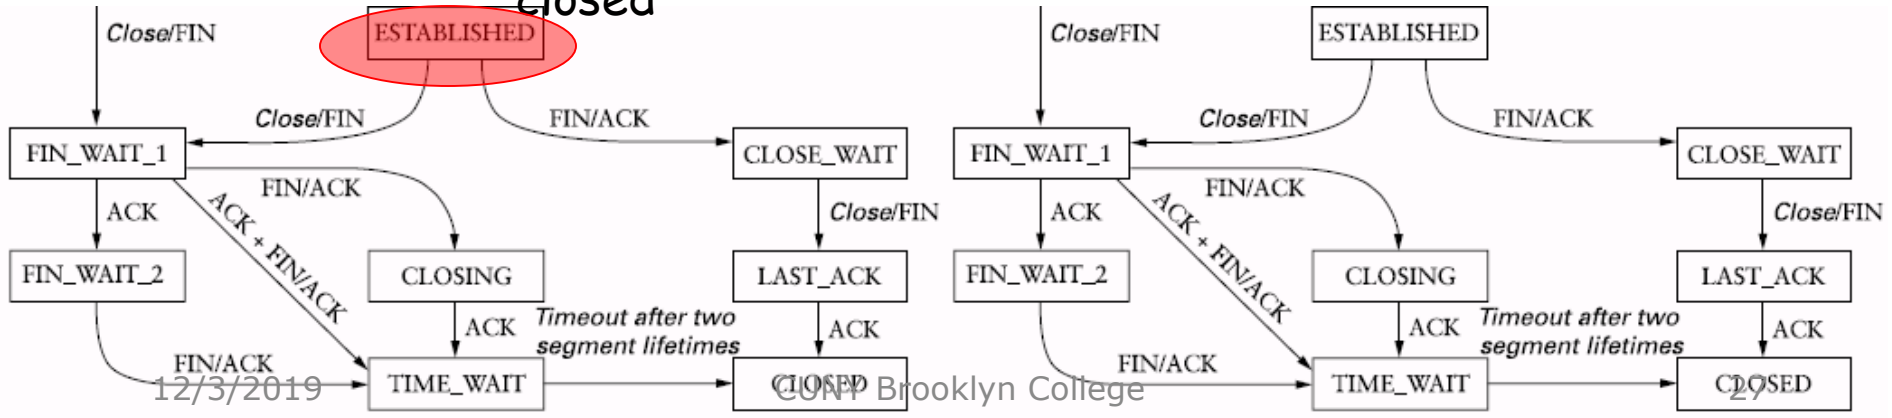 closed
Close/FIN
ESTABLISHED
Close/FIN
FIN/ACK
FIN_WAIT_1
CLOSE_WAIT
FIN/ACK
ACK
ACK + FIN/ACK
Close/FIN
FIN_WAIT_2
CLOSING
LAST_ACK
ACK
Timeout after two
segment lifetimes
ACK
FIN/ACK
TIME_WAIT
CLOSED
Close/FIN
ESTABLISHED
Close/FIN
FIN/ACK
FIN_WAIT_1
CLOSE_WAIT
FIN/ACK
ACK
ACK + FIN/ACK
Close/FIN
FIN_WAIT_2
CLOSING
LAST_ACK
ACK
Timeout after two
segment lifetimes
ACK
FIN/ACK
TIME_WAIT
CLOSED
12/3/2019
CUNY Brooklyn College
27